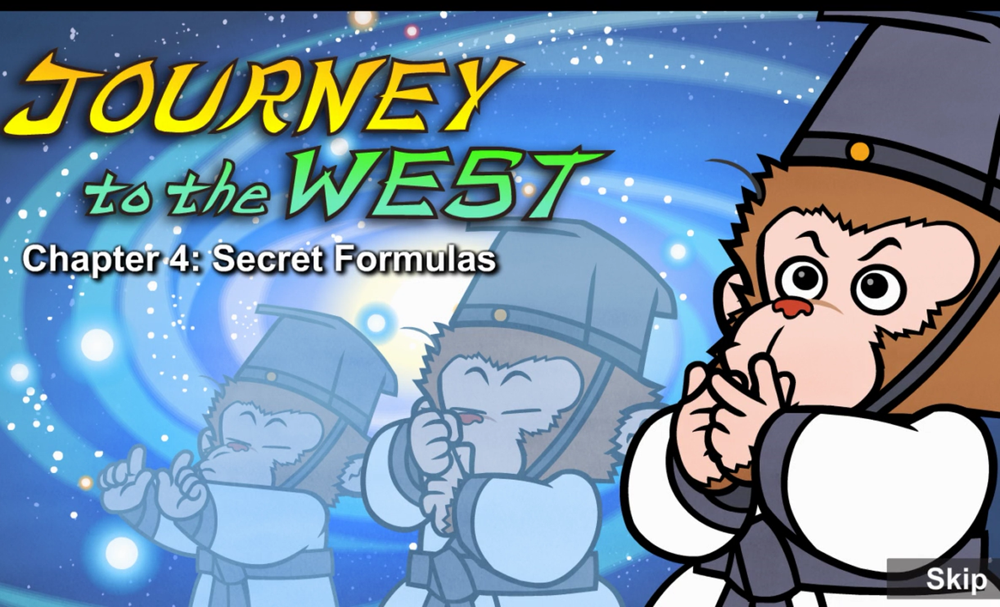 JOURNEY
to the WEST
Chapter 4: Secret Formulas
Skip